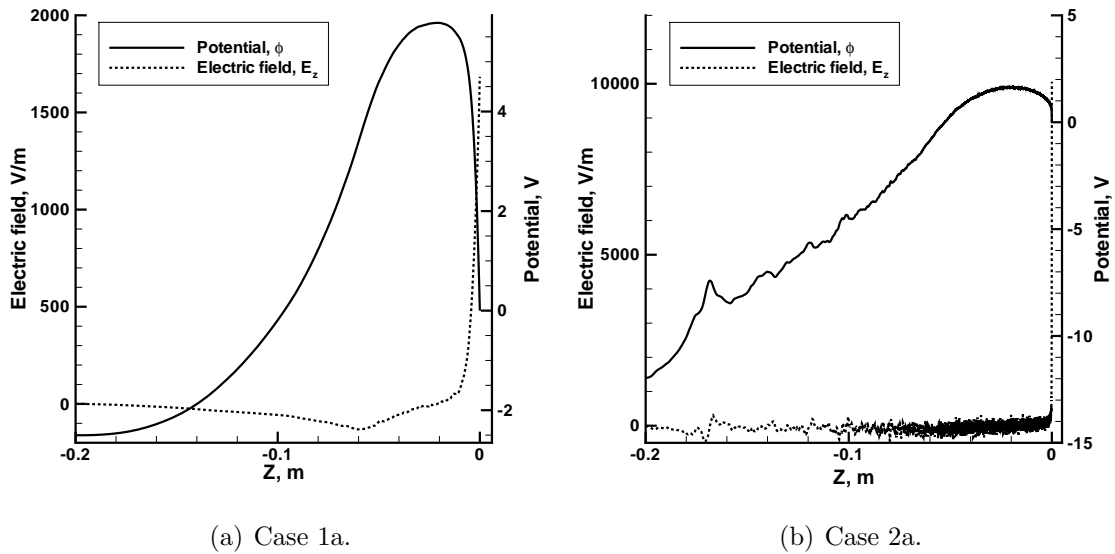 2000
1500
1000
500
0
Electric field, V/m
Potential, ϕ
Electric field, E_z
4
2
0
-2
Potential, V
-0.2
-0.1
0
Z, m
(a) Case 1a.
10000
5000
0
Electric field, V/m
Potential, ϕ
Electric field, E_z
5
0
-5
-10
-15
Potential, V
-0.2
-0.1
0
Z, m
(b) Case 2a.